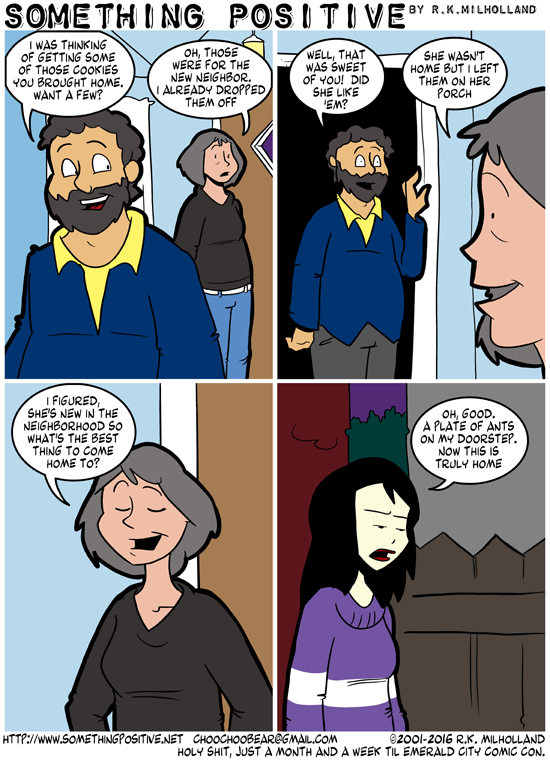 SOMETHING POSITIVE BY R.K.MILHOLLAND
I WAS THINKING
OF GETTING SOME
OF THOSE COOKIES
YOU BROUGHT HOME.
WANT A FEW?
OH, THOSE
WERE FOR THE
NEW NEIGHBOR.
I ALREADY DROPPED
THEM OFF
WELL, THAT
WAS SWEET
OF YOU! DID
SHE LIKE
'EM?
SHE WASN'T
HOME BUT I LEFT
THEM ON HER
PORCH
I FIGURED,
SHE'S NEW IN THE
NEIGHBORHOOD SO
WHAT'S THE BEST
THING TO COME
HOME TO?
OH, GOOD.
A PLATE OF ANTS
ON MY DOORSTEP.
NOW THIS IS
TRULY HOME
HTTP://WWW.SOMETHINGPOSITIVE.NET CHOOCHOOBEAR@GMAIL.COM ©2001-2016 R.K. MILHOLLAND
HOLY SHIT, JUST A MONTH AND A WEEK TIL EMERALD CITY COMIC CON.